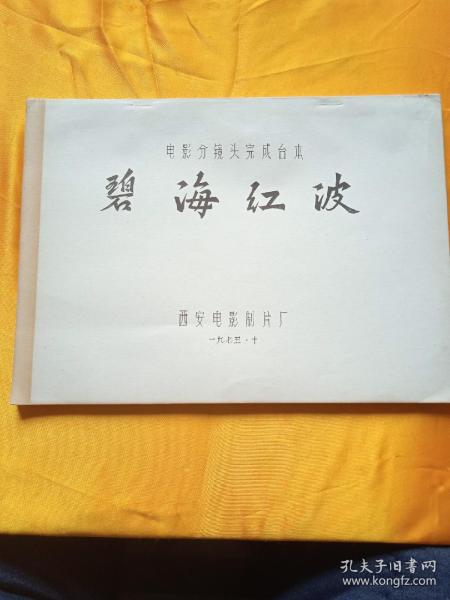 电影分镜头完成台本
碧海红波
西安电影制片厂
一九七五·十
孔夫子旧书网
www.kongfz.com